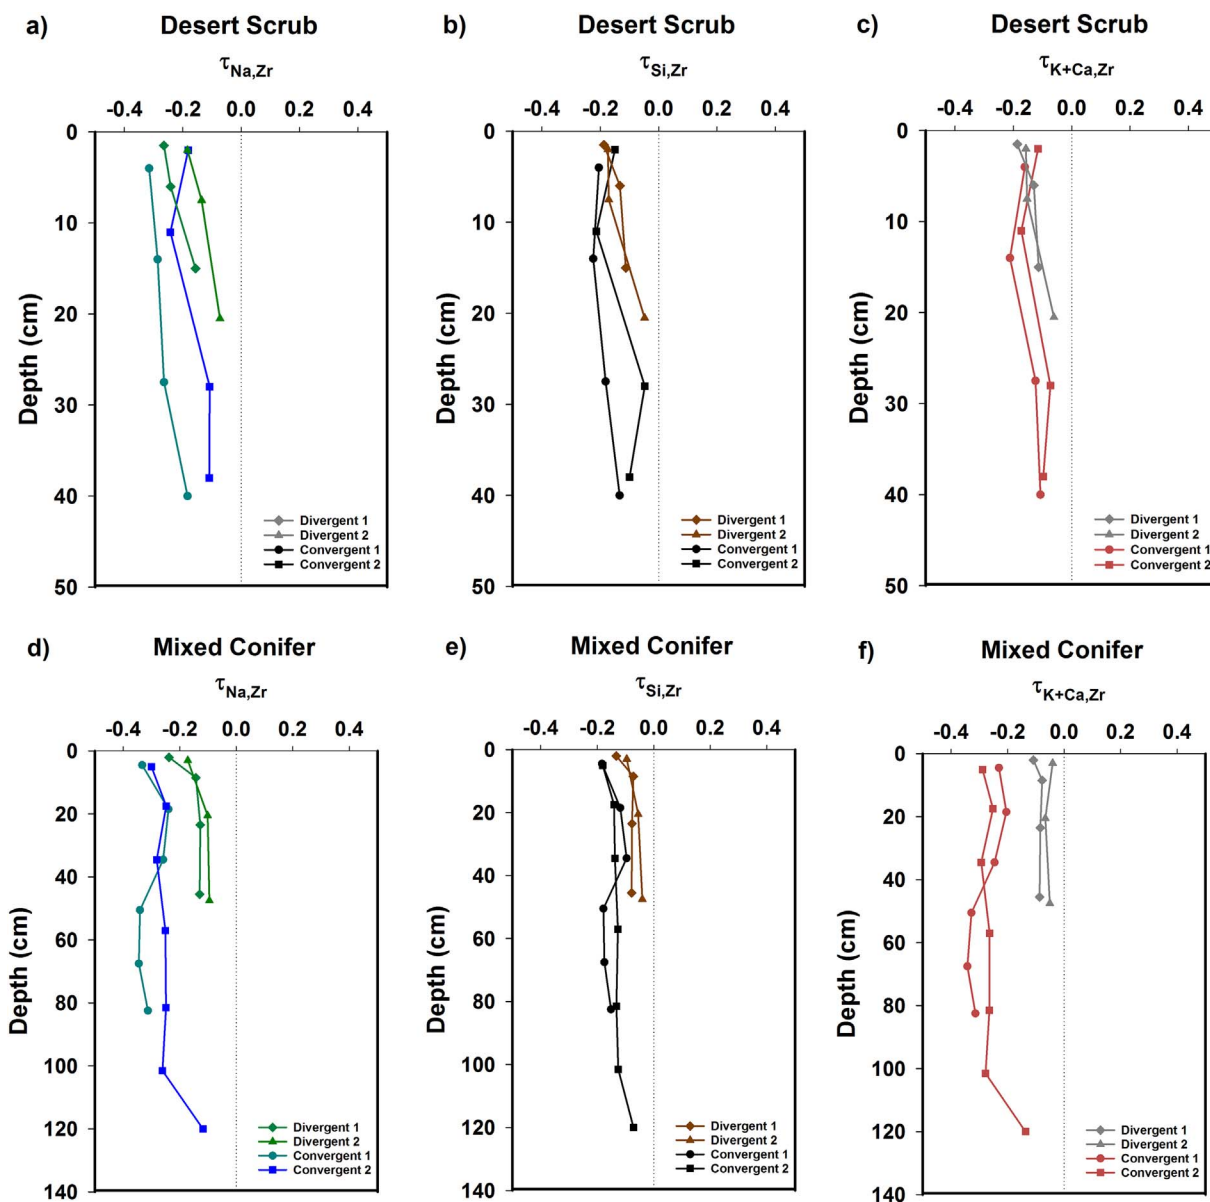 a) Desert Scrub
τNa,Zr
-0.4 -0.2 0.0 0.2 0.4
0
10
20
30
40
50
Depth (cm)
Divergent 1
Divergent 2
Convergent 1
Convergent 2
b) Desert Scrub
τSi,Zr
-0.4 -0.2 0.0 0.2 0.4
0
10
20
30
40
50
Depth (cm)
Divergent 1
Divergent 2
Convergent 1
Convergent 2
c) Desert Scrub
τK+Ca,Zr
-0.4 -0.2 0.0 0.2 0.4
0
10
20
30
40
50
Depth (cm)
Divergent 1
Divergent 2
Convergent 1
Convergent 2
d) Mixed Conifer
τNa,Zr
-0.4 -0.2 0.0 0.2 0.4
0
20
40
60
80
100
120
140
Depth (cm)
Divergent 1
Divergent 2
Convergent 1
Convergent 2
e) Mixed Conifer
τSi,Zr
-0.4 -0.2 0.0 0.2 0.4
0
20
40
60
80
100
120
140
Depth (cm)
Divergent 1
Divergent 2
Convergent 1
Convergent 2
f) Mixed Conifer
τK+Ca,Zr
-0.4 -0.2 0.0 0.2 0.4
0
20
40
60
80
100
120
140
Depth (cm)
Divergent 1
Divergent 2
Convergent 1
Convergent 2